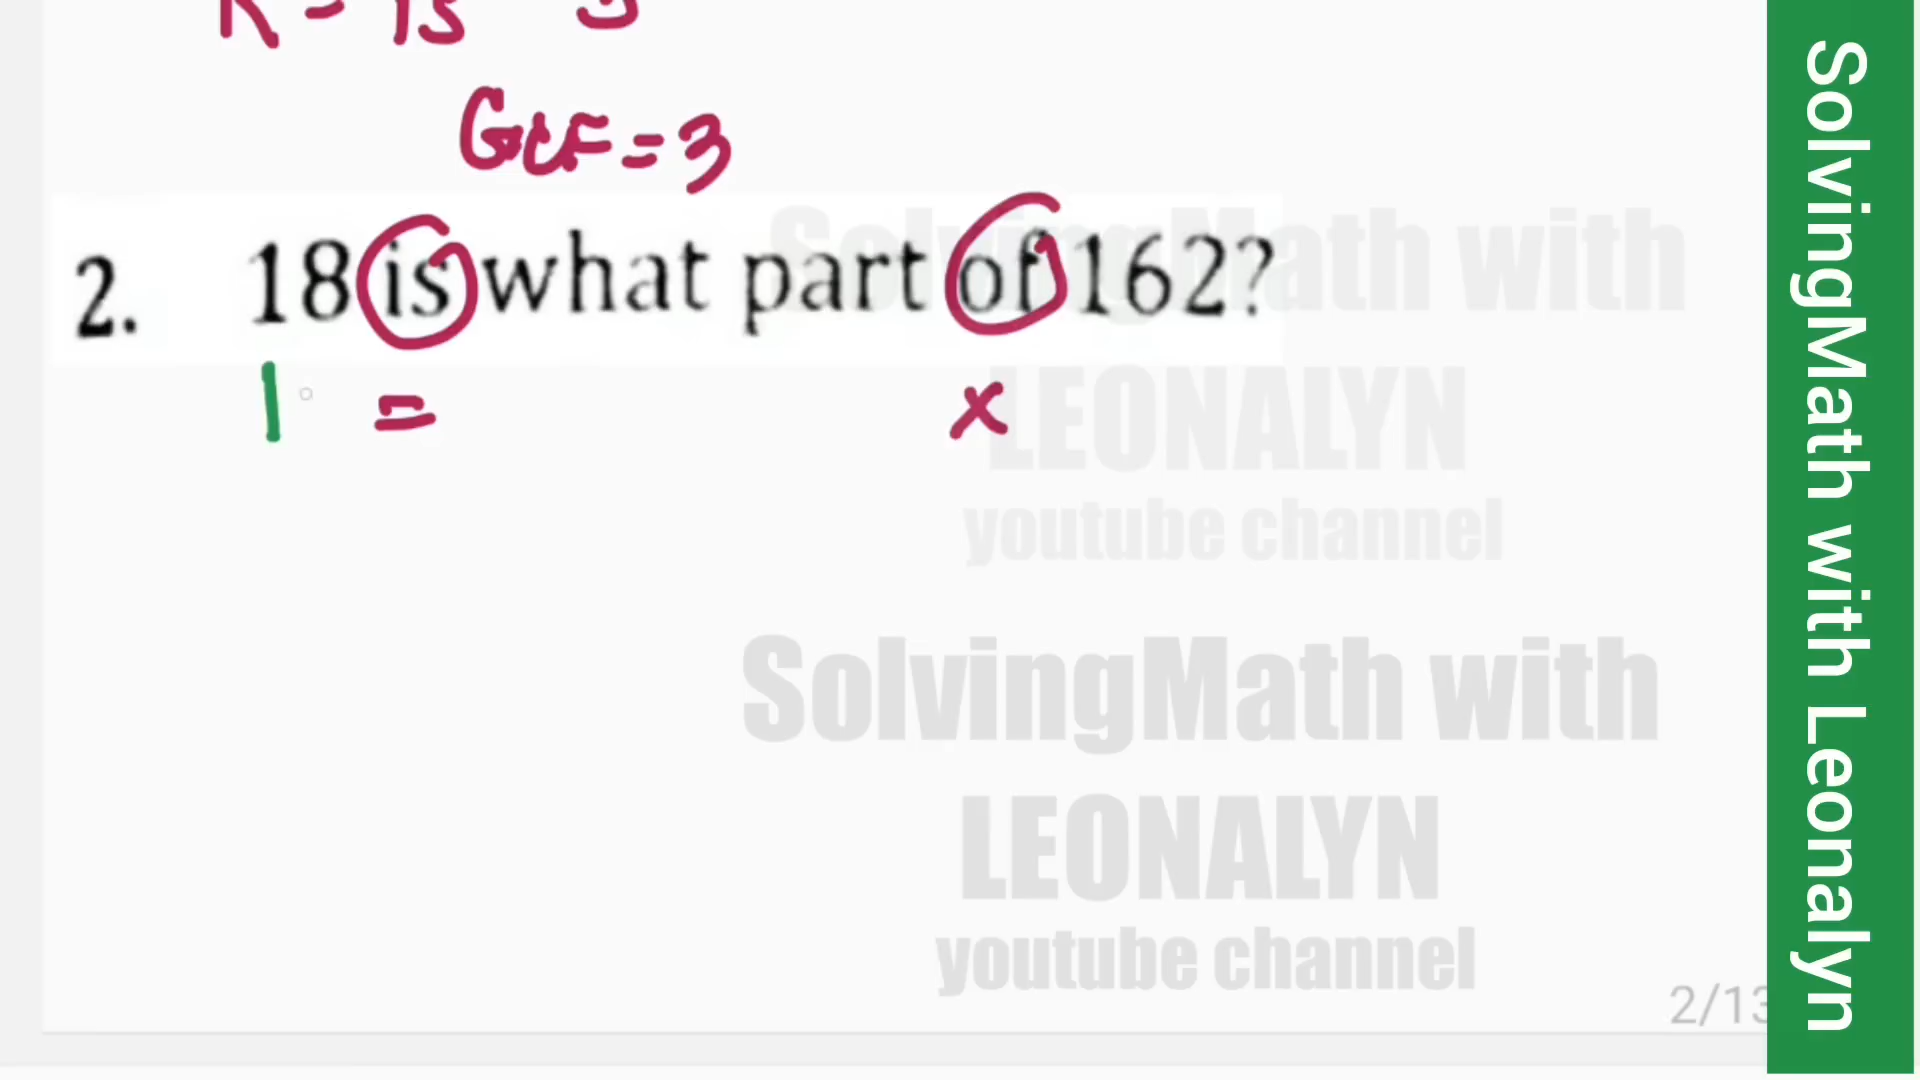 GCF = 3
2. 18 is what part of 162?
1 = x
SolvingMath with
LEONALYN
youtube channel
SolvingMath with
LEONALYN
youtube channel
2/13
SolvingMath with Leonalyn